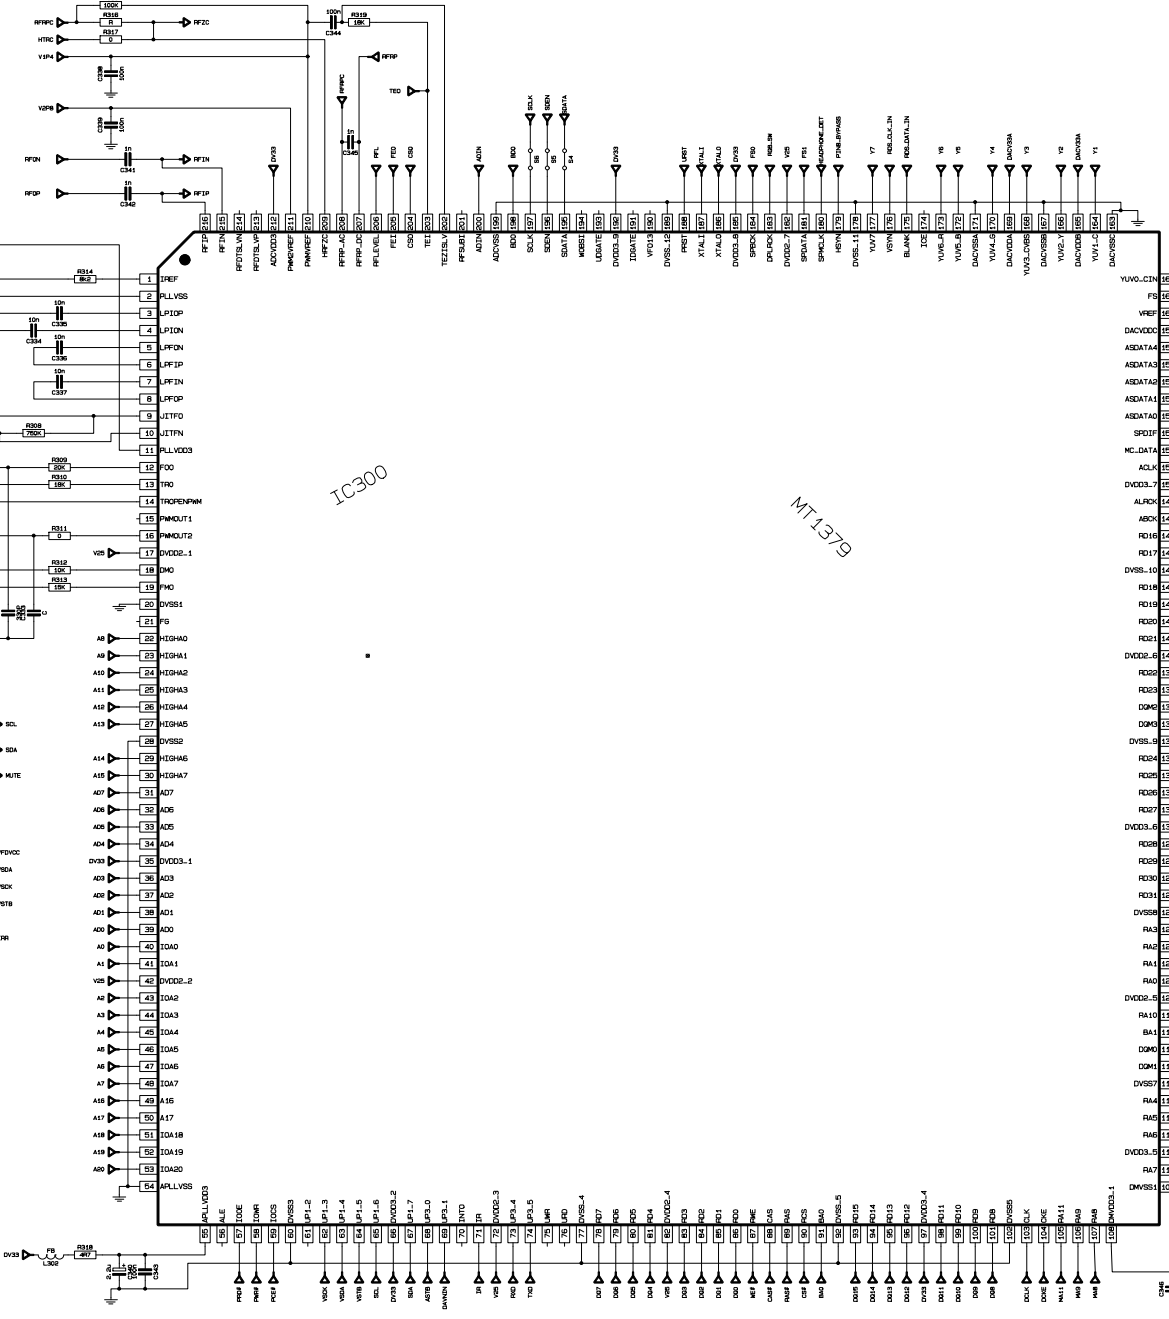 100K
RFRPC
R316
R
RFZC
HTRC
R317
0
V1P4
C338
100n
V2P8
C339
100n
RFON
1n
C341
RFIN
RFOP
1n
C342
RFIP
100n
C344
R319
18K
RFRP
TEO
RFRPC
1n
C345
DV33
RFL
FEO
CSO
ADIN
BDO
SCLK
SDEN
SDATA
S6
S5
S4
DV33
URST
XTALI
XTALO
DV33
FS0
RGB_SW
V25
FS1
HEADPHONE_DET
PIN8_BYPASS
Y7
RDS_CLK_IN
RDS_DATA_IN
Y6
Y5
Y4
DACV33A
Y3
Y2
DACV33A
Y1
216 RFIP
215 RFIN
214 RFDTSLVN
213 RFDTSLVP
212 ADCVDD3
211 PWM2VREF
210 PWMVREF
209 HRFZC
208 RFRP_AC
207 RFRP_DC
206 RFLEVEL
205 FEI
204 CSO
203 TEI
202 TEZISLV
201 RFSUBI
200 ADIN
199 ADCVSS
198 BDO
197 SCLK
196 SDEN
195 SDATA
194 WOBSI
193 UDGATE
192 DVDD3_9
191 IDGATE
190 VFO13
189 DVSS_12
188 PRST
187 XTALI
186 XTALO
185 DVDD3_8
184 SPBCK
183 DPLRCK
182 DVDD2_7
181 SPDATA
180 SPMCLK
179 HSYN
178 DVSS_11
177 YUV7
176 VSYN
175 BLANK
174 ICE
173 YUV6_R
172 YUV5_B
171 DACVSSA
170 YUV4_G
169 DACVDDA
168 YUV3_CVBS
167 DACVSSB
166 YUV2_Y
165 DACVDDB
164 YUV1_C
163 DACVSSC
R314
8K2
10n
C335
10n
C334
10n
C336
10n
C337
R308
750K
R309
20K
R310
18K
R311
0
V25
R312
10K
R313
15K
C333
C
1 IREF
2 PLLVSS
3 LPIOP
4 LPION
5 LPFON
6 LPFIP
7 LPFIN
8 LPFOP
9 JITFO
10 JITFN
11 PLLVDD3
12 FOO
13 TRO
14 TROPENPWM
15 PWMOUT1
16 PWMOUT2
17 DVDD2_1
18 DMO
19 FMO
20 DVSS1
21 FG
A8 22 HIGHA0
A9 23 HIGHA1
A10 24 HIGHA2
A11 25 HIGHA3
A12 26 HIGHA4
SCL
A13 27 HIGHA5
28 DVSS2
SDA
A14 29 HIGHA6
MUTE
A15 30 HIGHA7
AD7 31 AD7
AD6 32 AD6
AD5 33 AD5
AD4 34 AD4
DV33 35 DVDD3_1
AD3 36 AD3
AD2 37 AD2
AD1 38 AD1
AD0 39 AD0
A0 40 IOA0
A1 41 IOA1
V25 42 DVDD2_2
A2 43 IOA2
A3 44 IOA3
A4 45 IOA4
A5 46 IOA5
A6 47 IOA6
A7 48 IOA7
A16 49 A16
A17 50 A17
A18 51 IOA18
A19 52 IOA19
A20 53 IOA20
54 APLLVSS
IC300
MT1379
YUV0_CIN
FS
VREF
DACVDDC
ASDATA4
ASDATA3
ASDATA2
ASDATA1
ASDATA0
SPDIF
MC_DATA
ACLK
DVDD3_7
ALRCK
ABCK
RD16
RD17
DVSS_10
RD18
RD19
RD20
RD21
DVDD2_6
RD22
RD23
DQM2
DQM3
DVSS_9
RD24
RD25
RD26
RD27
DVDD3_6
RD28
RD29
RD30
RD31
DVSS8
RA3
RA2
RA1
RA0
DVDD2_5
RA10
BA1
DQM0
DQM1
DVSS7
RA4
RA5
RA6
DVDD3_5
RA7
DMVSS1
55 APLLVDD3
56 ALE
57 IOOE
58 IOWR
59 IOCS
60 DVSS3
61 UP1_2
62 UP1_3
63 UP1_4
64 UP1_5
65 UP1_6
66 DVDD3_2
67 UP1_7
68 UP3_0
69 UP3_1
70 INT0
71 IR
72 DVDD2_3
73 UP3_4
74 UP3_5
75 UWR
76 URD
77 DVSS_4
78 RD7
79 RD6
80 RD5
81 RD4
82 DVDD2_4
83 RD3
84 RD2
85 RD1
86 RD0
87 RWE
88 CAS
89 RAS
90 RCS
91 BA0
92 DVSS_5
93 RD15
94 RD14
95 RD13
96 RD12
97 DVDD3_4
98 RD11
99 RD10
100 RD9
101 RD8
102 DVSS5
103 CLK
104 CKE
105 RA11
106 RA9
107 RA8
108 DMVDD3_1
DV33
FB
L302
R318
4R7
2.2u
C340
100n
C343
PRD#
PWR#
PCE#
VSCK
VSDA
VSTB
SCL
DV33
SDA
ASTB
DAVNIN
IR
V25
RXD
TXD
DQ7
DQ6
DQ5
DQ4
V25
DQ3
DQ2
DQ1
DQ0
WE#
CAS#
RAS#
CS#
BA0
DQ15
DQ14
DQ13
DQ12
DV33
DQ11
DQ10
DQ9
DQ8
DCLK
DCKE
MA11
MA9
MA8
C346